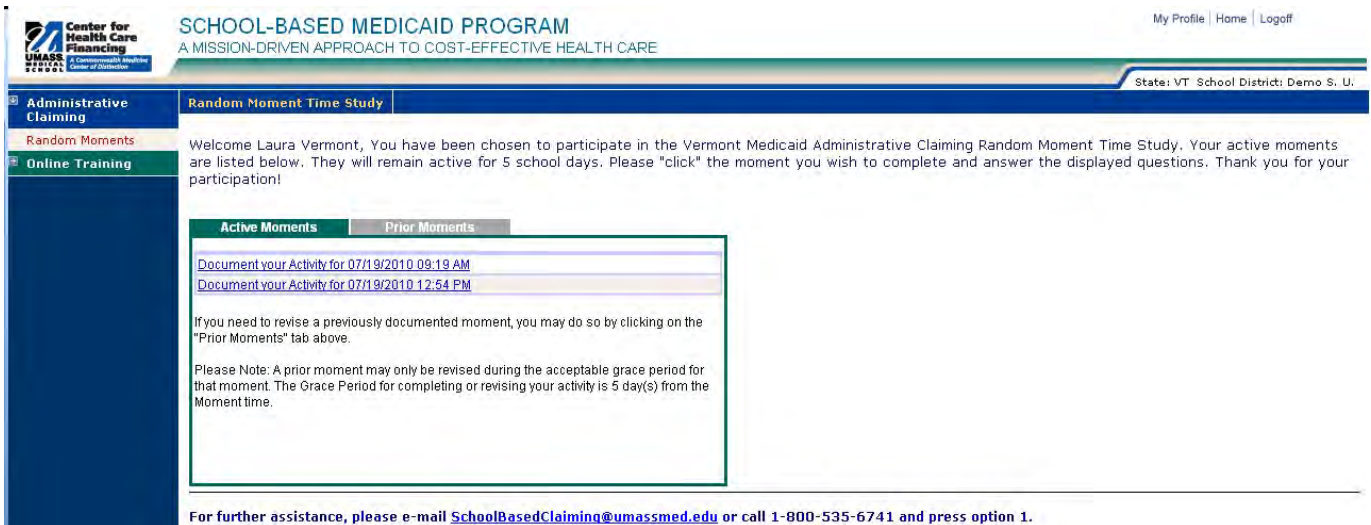 Center for
Health Care
Financing
UMASS
MEDICAL
SCHOOL
A Commonwealth Medicine
Center of Distinction
SCHOOL-BASED MEDICAID PROGRAM
A MISSION-DRIVEN APPROACH TO COST-EFFECTIVE HEALTH CARE
My Profile | Home | Logoff
State: VT School District: Demo S. U.
Administrative
Claiming
Random Moments
Online Training
Random Moment Time Study
Welcome Laura Vermont, You have been chosen to participate in the Vermont Medicaid Administrative Claiming Random Moment Time Study. Your active moments
are listed below. They will remain active for 5 school days. Please "click" the moment you wish to complete and answer the displayed questions. Thank you for your
participation!
Active Moments
Prior Moments
Document your Activity for 07/19/2010 09:19 AM
Document your Activity for 07/19/2010 12:54 PM
If you need to revise a previously documented moment, you may do so by clicking on the
"Prior Moments" tab above.
Please Note: A prior moment may only be revised during the acceptable grace period for
that moment. The Grace Period for completing or revising your activity is 5 day(s) from the
Moment time.
For further assistance, please e-mail SchoolBasedClaiming@umassmed.edu or call 1-800-535-6741 and press option 1.